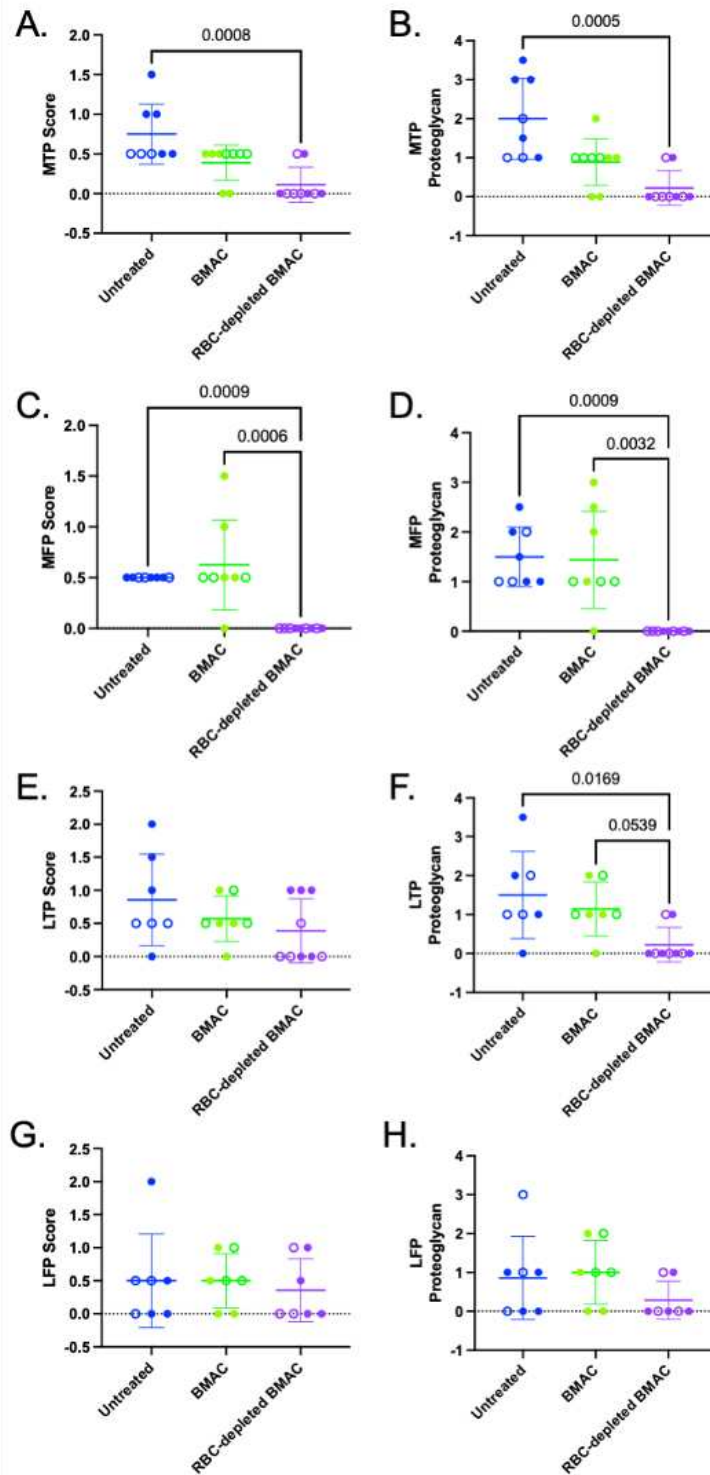 A.
0.0008
MTP Score
2.0
1.5
1.0
0.5
0.0
-0.5
Untreated
BMAC
RBC-depleted BMAC
B.
0.0005
MTP
Proteoglycan
4
3
2
1
0
-1
Untreated
BMAC
RBC-depleted BMAC
C.
0.0009
0.0006
MFP Score
2.0
1.5
1.0
0.5
0.0
Untreated
BMAC
RBC-depleted BMAC
D.
0.0009
0.0032
MFP
Proteoglycan
4
3
2
1
0
Untreated
BMAC
RBC-depleted BMAC
E.
LTP Score
2.5
2.0
1.5
1.0
0.5
0.0
-0.5
Untreated
BMAC
RBC-depleted BMAC
F.
0.0169
0.0539
LTP
Proteoglycan
4
3
2
1
0
-1
Untreated
BMAC
RBC-depleted BMAC
G.
LFP Score
2.5
2.0
1.5
1.0
0.5
0.0
-0.5
Untreated
BMAC
RBC-depleted BMAC
H.
LFP
Proteoglycan
4
3
2
1
0
-1
Untreated
BMAC
RBC-depleted BMAC